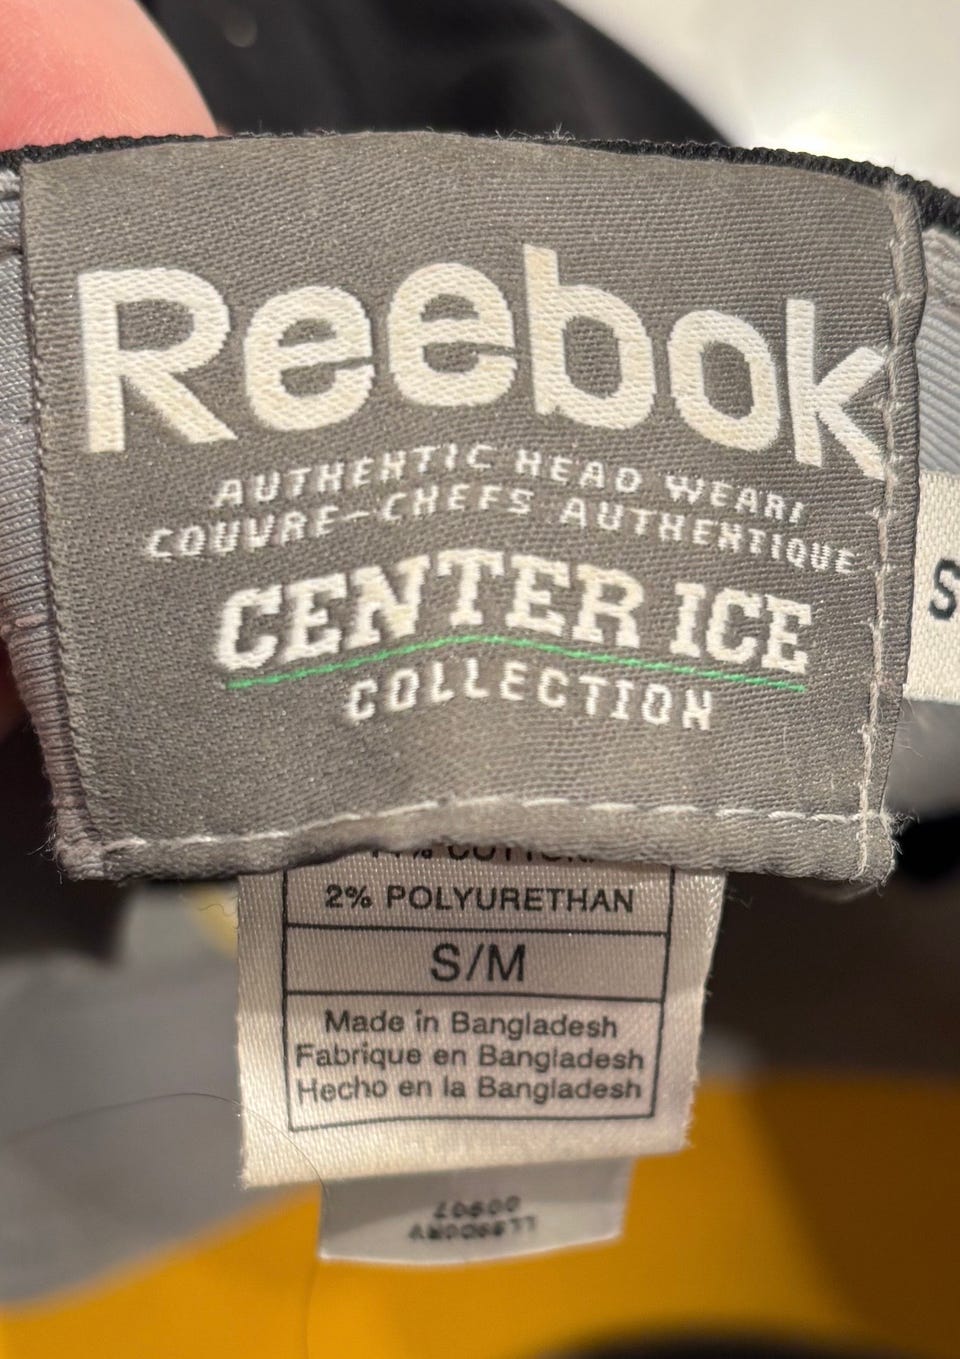 Reebok
AUTHENTIC HEAD WEAR/
COUVRE-CHEFS AUTHENTIQUE
CENTER ICE
COLLECTION
S
2% POLYURETHAN
S/M
Made in Bangladesh
Fabrique en Bangladesh
Hecho en la Bangladesh